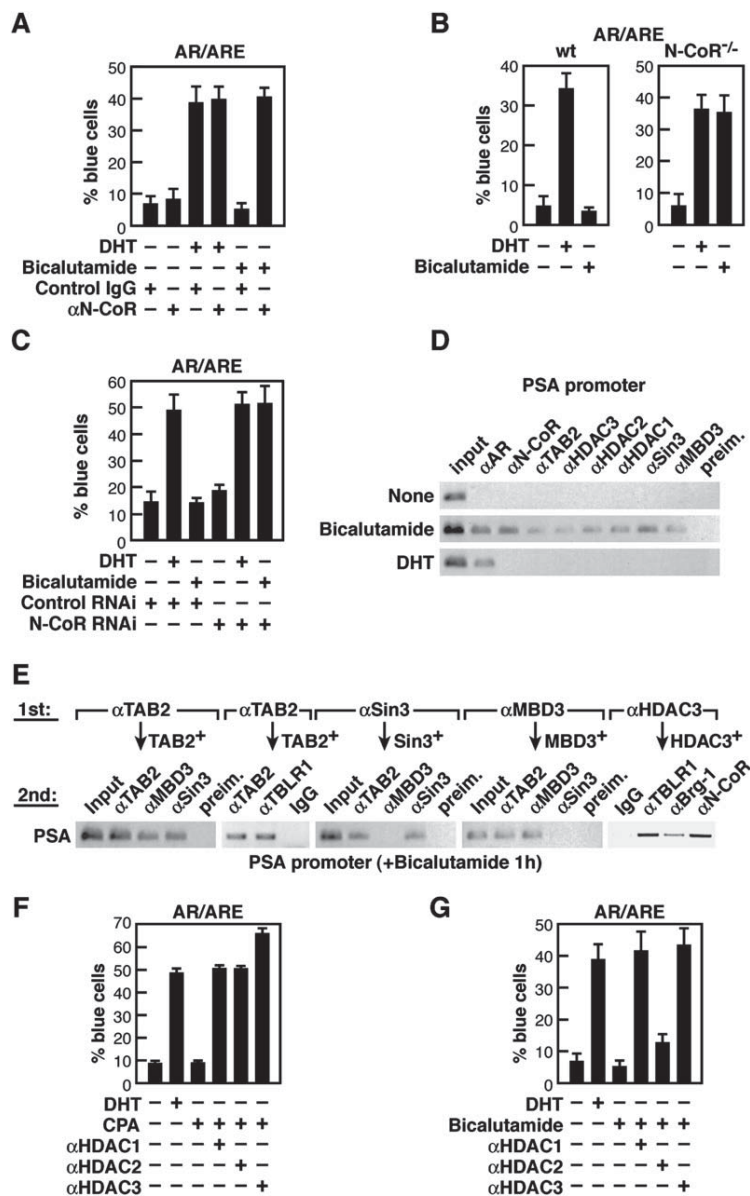 A
AR/ARE
% blue cells
50
40
30
20
10
0
DHT − − + + − −
Bicalutamide − − − − + +
Control IgG + − + − + −
αN-CoR − + − + − +
B
AR/ARE
wt
N-CoR-/-
% blue cells
40
30
20
10
0
50
40
30
20
10
0
DHT − + − − + −
Bicalutamide − − + − − +
C
AR/ARE
% blue cells
60
50
40
30
20
10
0
DHT − + − − + −
Bicalutamide − − + − − +
Control RNAi + + + − − −
N-CoR RNAi − − − + + +
D
PSA promoter
input αAR αN-CoR αTAB2 αHDAC3 αHDAC2 αHDAC1 αSin3 αMBD3 preim.
None
Bicalutamide
DHT
E
1st: αTAB2 αTAB2 αSin3 αMBD3 αHDAC3
TAB2+ TAB2+ Sin3+ MBD3+ HDAC3+
2nd: Input αTAB2 αMBD3 αSin3 preim. αTAB2 αTBLR1 IgG Input αTAB2 αMBD3 αSin3 preim. Input αTAB2 αMBD3 αSin3 preim. IgG αTBLR1 αBrg-1 αN-CoR
PSA
PSA promoter (+Bicalutamide 1h)
F
AR/ARE
% blue cells
70
60
50
40
30
20
10
0
DHT − + − − − −
CPA − − + + + +
αHDAC1 − − − + − −
αHDAC2 − − − − + −
αHDAC3 − − − − − +
G
AR/ARE
% blue cells
50
40
30
20
10
0
DHT − + − − − −
Bicalutamide − − + + + +
αHDAC1 − − − + − −
αHDAC2 − − − − + −
αHDAC3 − − − − − +